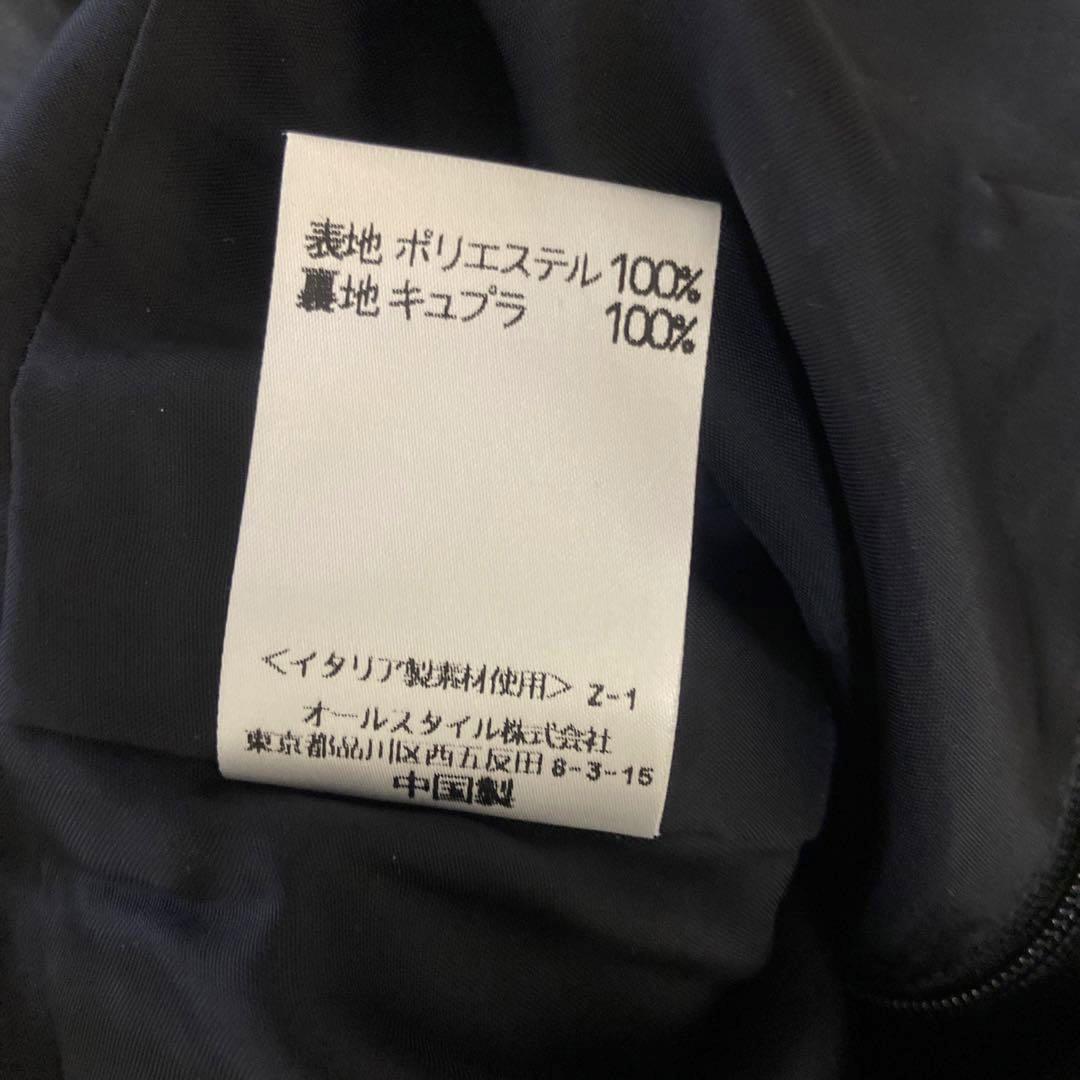 表地 ポリエステル 100%
裏地 キュプラ 100%
<イタリア製素材使用> Z-1
オールスタイル株式会社
東京都品川区西五反田 8-3-15
中国製